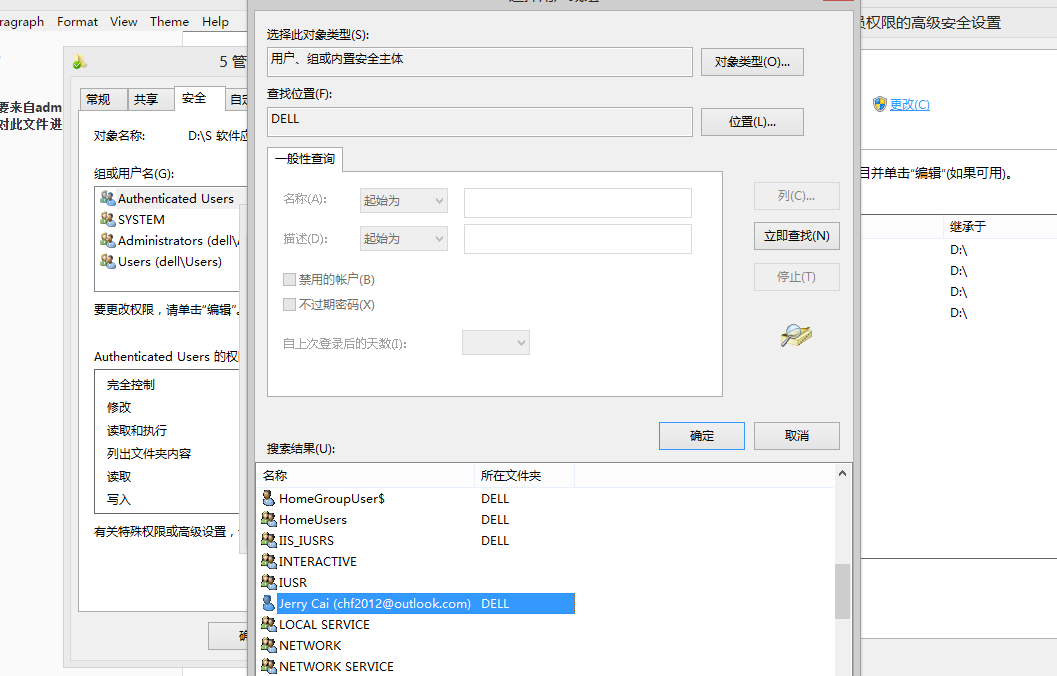 ragraph Format View Theme Help
权限的高级安全设置
5 管
选择此对象类型(S):
用户、组或内置安全主体
对象类型(O)...
查找位置(F):
DELL
位置(L)...
常规 共享 安全 自定
要来自adm
对此文件进
更改(C)
对象名称: D:\S 软件应
一般性查询
组或用户名(G):
Authenticated Users
SYSTEM
Administrators (dell\A
Users (dell\Users)
名称(A): 起始为
描述(D): 起始为
禁用的帐户(B)
不过期密码(X)
自上次登录后的天数(I):
列(C)...
立即查找(N)
停止(T)
目并单击“编辑”(如果可用)。
继承于
D:\
D:\
D:\
D:\
要更改权限，请单击“编辑”。
Authenticated Users 的权
完全控制
修改
读取和执行
列出文件夹内容
读取
写入
有关特殊权限或高级设置，
确定 取消
搜索结果(U):
名称 所在文件夹
HomeGroupUser$ DELL
HomeUsers DELL
IIS_IUSRS DELL
INTERACTIVE
IUSR
Jerry Cai (chf2012@outlook.com) DELL
LOCAL SERVICE
NETWORK
NETWORK SERVICE